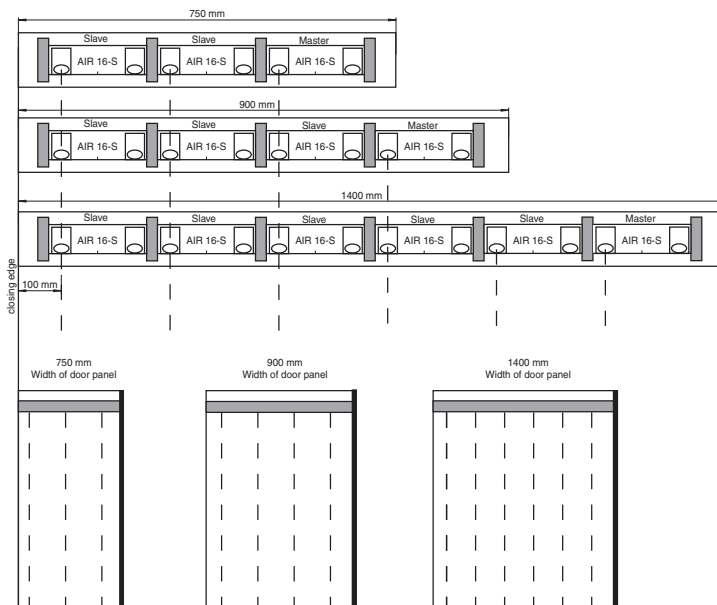 750 mm
Slave Slave Master
AIR 16-S AIR 16-S AIR 16-S
900 mm
Slave Slave Slave Master
AIR 16-S AIR 16-S AIR 16-S AIR 16-S
1400 mm
Slave Slave Slave Slave Slave Master
AIR 16-S AIR 16-S AIR 16-S AIR 16-S AIR 16-S AIR 16-S
closing edge
100 mm
750 mm
Width of door panel
900 mm
Width of door panel
1400 mm
Width of door panel